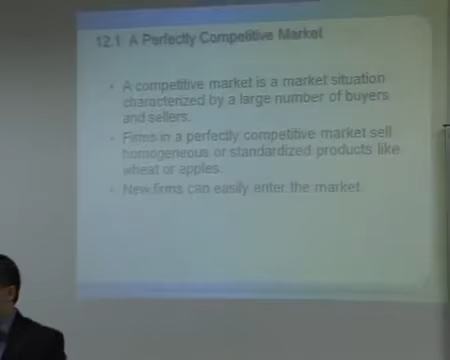 12.1 A Perfectly Competitive Market
• A competitive market is a market situation
characterized by a large number of buyers
and sellers.
• Firms in a perfectly competitive market sell
homogeneous or standardized products like
wheat or apples.
• New firms can easily enter the market.